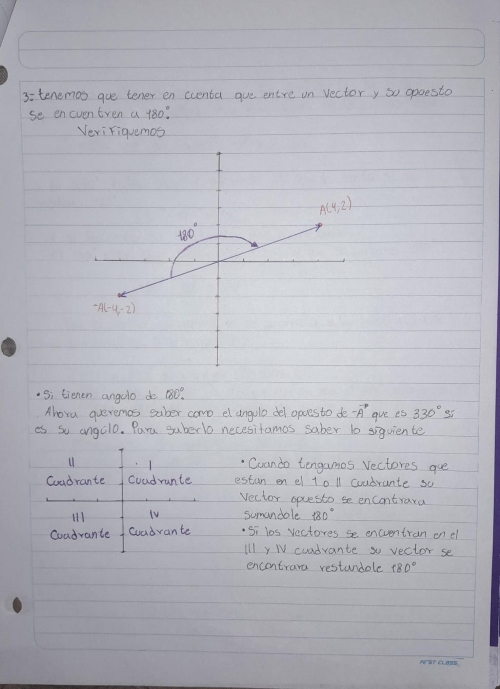 3= tenemos que tener en cuenta que entre un vector y su opuesto
se encuentren a 180°.
Verifiquemos
A(4,2)
180°
-A(-4,-2)
• Si tienen angulo de 180°.
Ahora queremos saber como el angulo del opuesto de -A que es 330° si
es su angulo. Para saberlo necesitamos saber lo siguiente
II
Cuadrante
I
Cuadrante
III
Cuadrante
IV
Cuadrante
• Cuando tengamos vectores que
estan en el I o II cuadrante su
vector opuesto se encontrara
sumandole 180°
• Si los vectores se encuentran en el
III y IV cuadrante su vector se
encontrara restandole 180°
FIRST CLASS